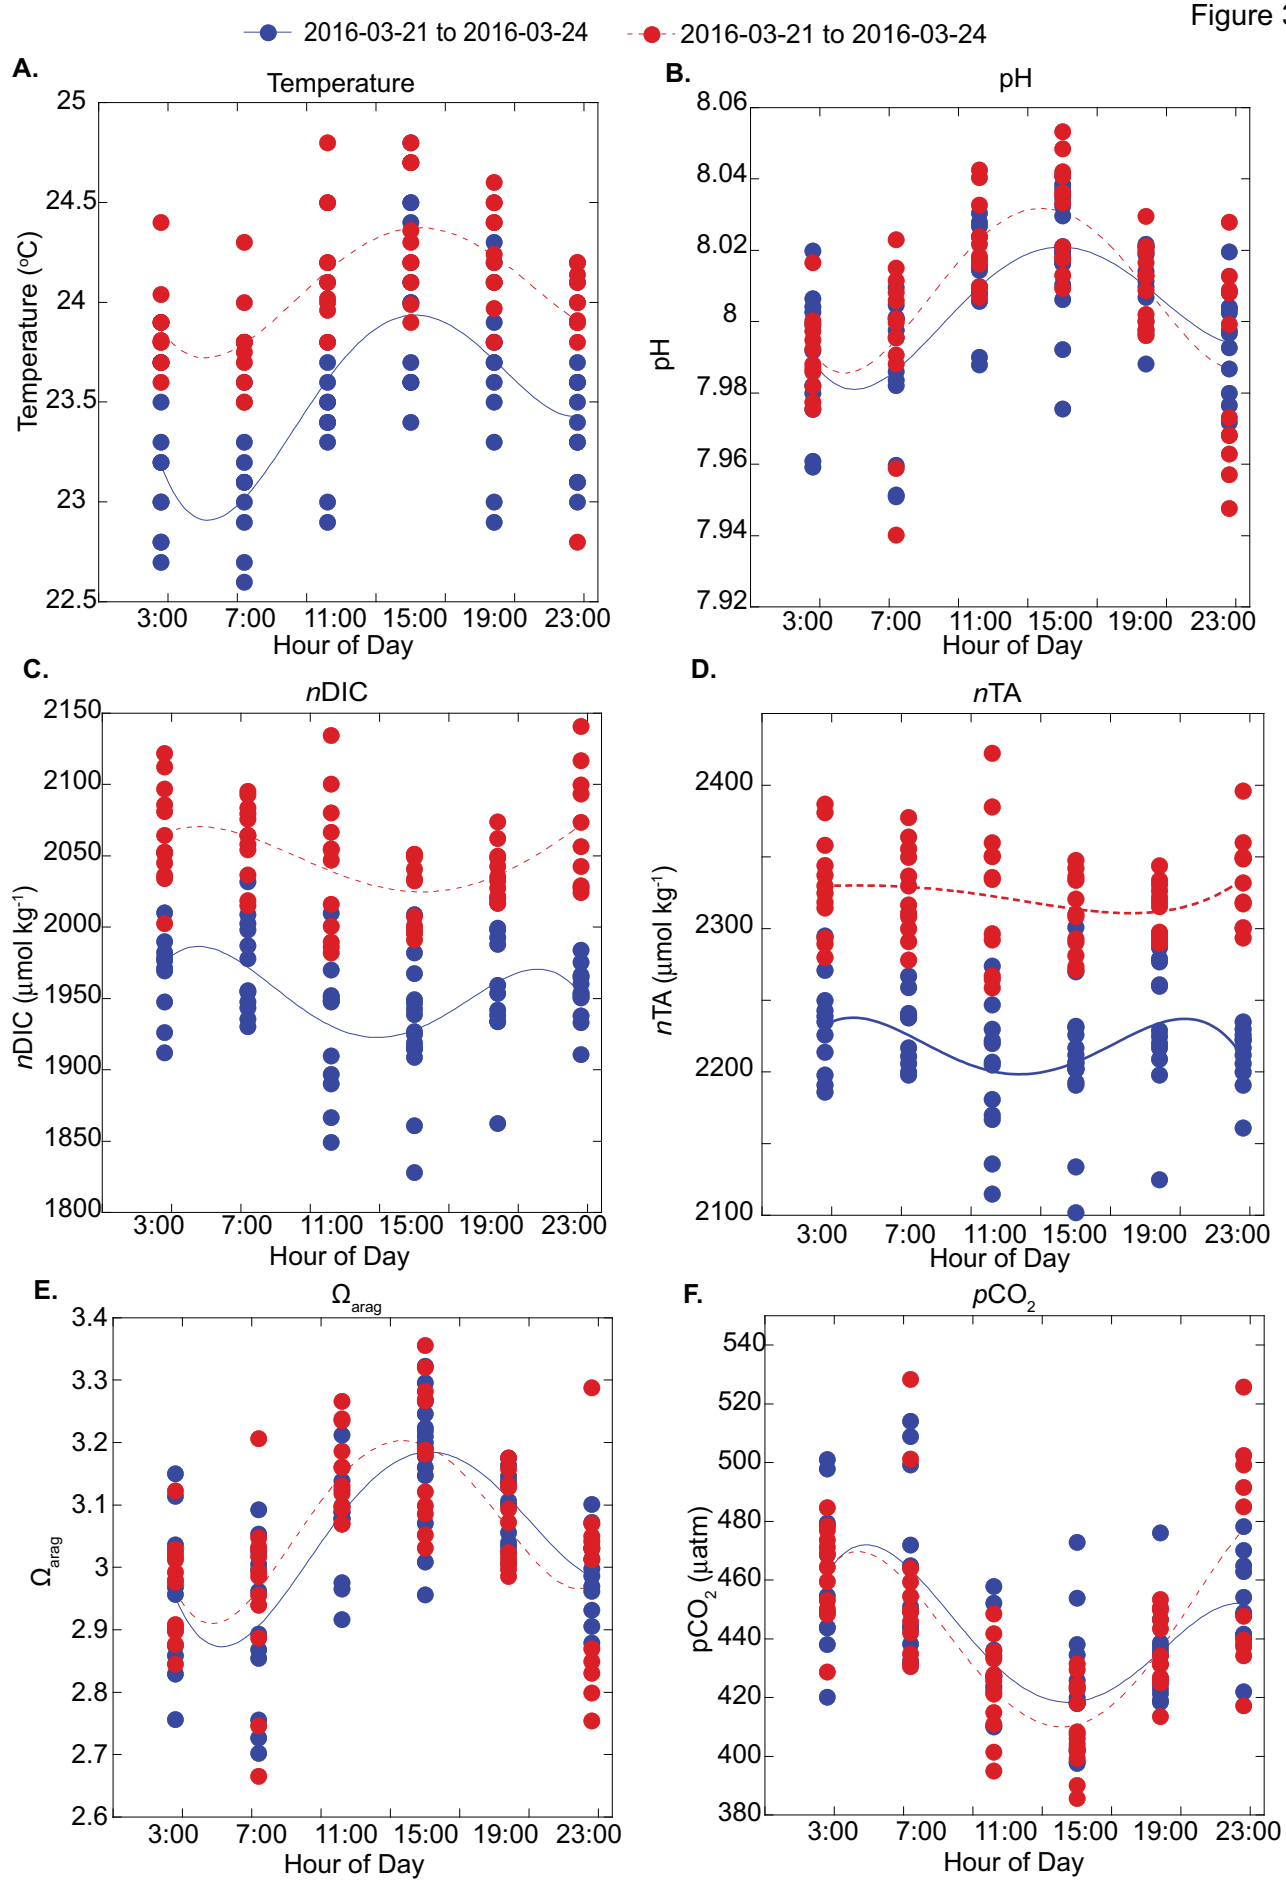 Figure 3
2016-03-21 to 2016-03-24
2016-03-21 to 2016-03-24
A.
Temperature
25
24.5
24
23.5
23
22.5
Temperature (ºC)
3:00 7:00 11:00 15:00 19:00 23:00
Hour of Day
B.
pH
8.06
8.04
8.02
8
7.98
7.96
7.94
7.92
pH
3:00 7:00 11:00 15:00 19:00 23:00
Hour of Day
C.
nDIC
2150
2100
2050
2000
1950
1900
1850
1800
nDIC (μmol kg⁻¹)
3:00 7:00 11:00 15:00 19:00 23:00
Hour of Day
D.
nTA
2400
2300
2200
2100
nTA (μmol kg⁻¹)
3:00 7:00 11:00 15:00 19:00 23:00
Hour of Day
E.
Ωarag
3.4
3.3
3.2
3.1
3.0
2.9
2.8
2.7
2.6
Ωarag
3:00 7:00 11:00 15:00 19:00 23:00
Hour of Day
F.
pCO₂
540
520
500
480
460
440
420
400
380
pCO₂ (μatm)
3:00 7:00 11:00 15:00 19:00 23:00
Hour of Day